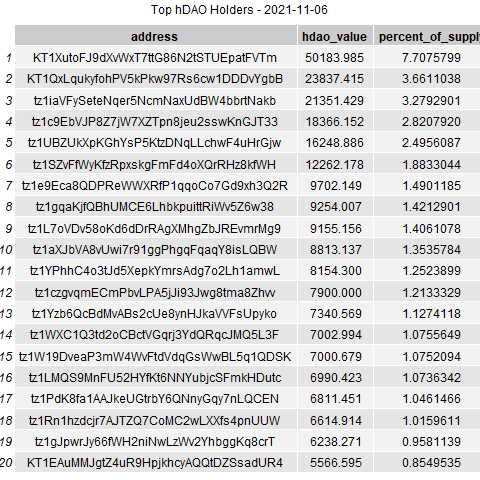 Top hDAO Holders - 2021-11-06
address hdao_value percent_of_supply
1 KT1XutoFJ9dXvWxT7ttG86N2tSTUEpatFVTm 50183.985 7.7075799
2 KT1QxLqukyfohPV5kPkw97Rs6cw1DDDvYgbB 23837.415 3.6611038
3 tz1iaVFySeteNqer5NcmNaxUdBW4bbrtNakb 21351.429 3.2792901
4 tz1c9EbVJP8Z7jW7XZTpn8jeu2sswKnGJT33 18366.152 2.8207920
5 tz1UBZUkXpKGhYsP5KtzDNqLLchwF4uHrGjw 16248.886 2.4956087
6 tz1SZvFfWyKfzRpxskgFmFd4oXQrRHz8kfWH 12262.178 1.8833044
7 tz1e9Eca8QDPReWWXRfP1qqoCo7Gd9xh3Q2R 9702.149 1.4901185
8 tz1gqaKjfQBhUMCE6LhbkpuittRiWv5Z6w38 9254.007 1.4212901
9 tz1L7oVDv58oKd6dDrRAgXMhgZbJREvmrMg9 9155.156 1.4061078
10 tz1aXJbVA8vUwi7r91ggPhgqFqaqY8isLQBW 8813.137 1.3535784
11 tz1YPhhC4o3tJd5XepkYmrsAdg7o2Lh1amwL 8154.300 1.2523899
12 tz1czgvqmECmPbvLPA5jJi93Jwg8tma8Zhvv 7900.000 1.2133329
13 tz1Yzb6QcBdMvABs2cUe8ynHJkaVVFsUpyko 7340.569 1.1274118
14 tz1WXC1Q3td2oCBctVGqrj3YdQRqcJMQ5L3F 7002.994 1.0755649
15 tz1W19DveaP3mW4WvFtdVdqGsWwBL5q1QDSK 7000.679 1.0752094
16 tz1LMQS9MnFU52HYfKt6NNYubjcSFmkHDutc 6990.423 1.0736342
17 tz1PdK8fa1AAJkeUGtrbY6QNnyGqy7nLQCEN 6811.451 1.0461466
18 tz1Rn1hzdcjr7AJTZQ7CoMC2wLXXfs4pnUUW 6614.914 1.0159611
19 tz1gJpwrJy66fWH2niNwLzWv2YhbggKq8crT 6238.271 0.9581139
20 KT1EAuMMJgtZ4uR9HpjkhcyAQQtDZSsadUR4 5566.595 0.8549535